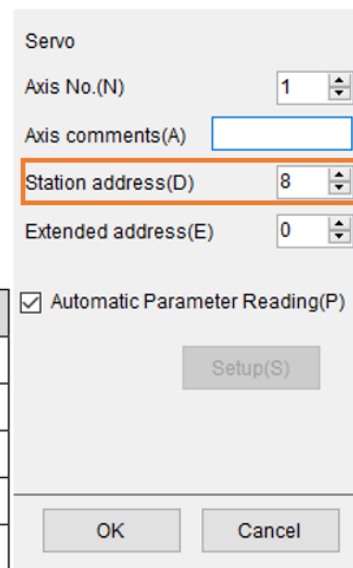 Servo
Axis No.(N) 1
Axis comments(A)
Station address(D) 8
Extended address(E) 0
Automatic Parameter Reading(P)
Setup(S)
OK Cancel